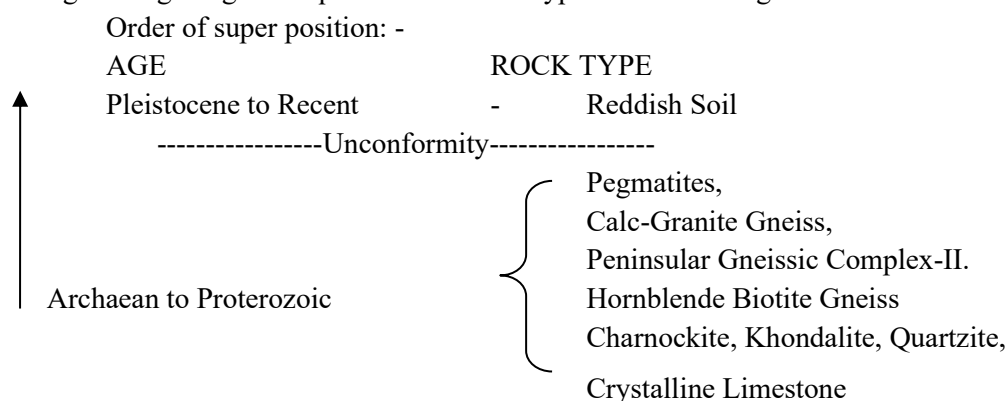 Order of super position: -
AGE ROCK TYPE
Pleistocene to Recent - Reddish Soil
-----------------Unconformity-----------------
Pegmatites,
Calc-Granite Gneiss,
Peninsular Gneissic Complex-II.
Archaean to Proterozoic Hornblende Biotite Gneiss
Charnockite, Khondalite, Quartzite,
Crystalline Limestone